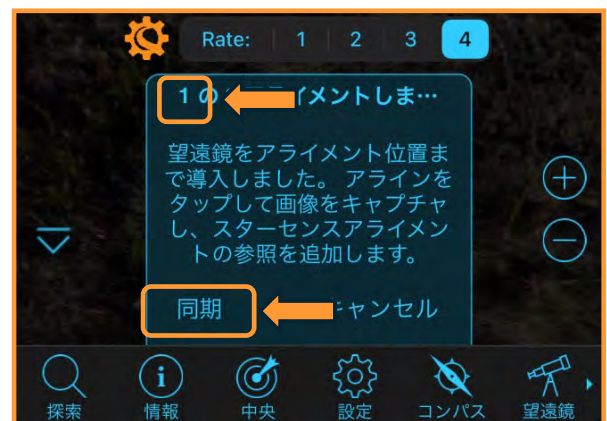 Rate: 1 2 3 4
1 の イメントしま…
望遠鏡をアライメント位置ま
で導入しました。 アラインを
タップして画像をキャプチャ
し、スターセンスアライメン
トの参照を追加します。
同期 キャンセル
探索 情報 中央 設定 コンパス 望遠鏡